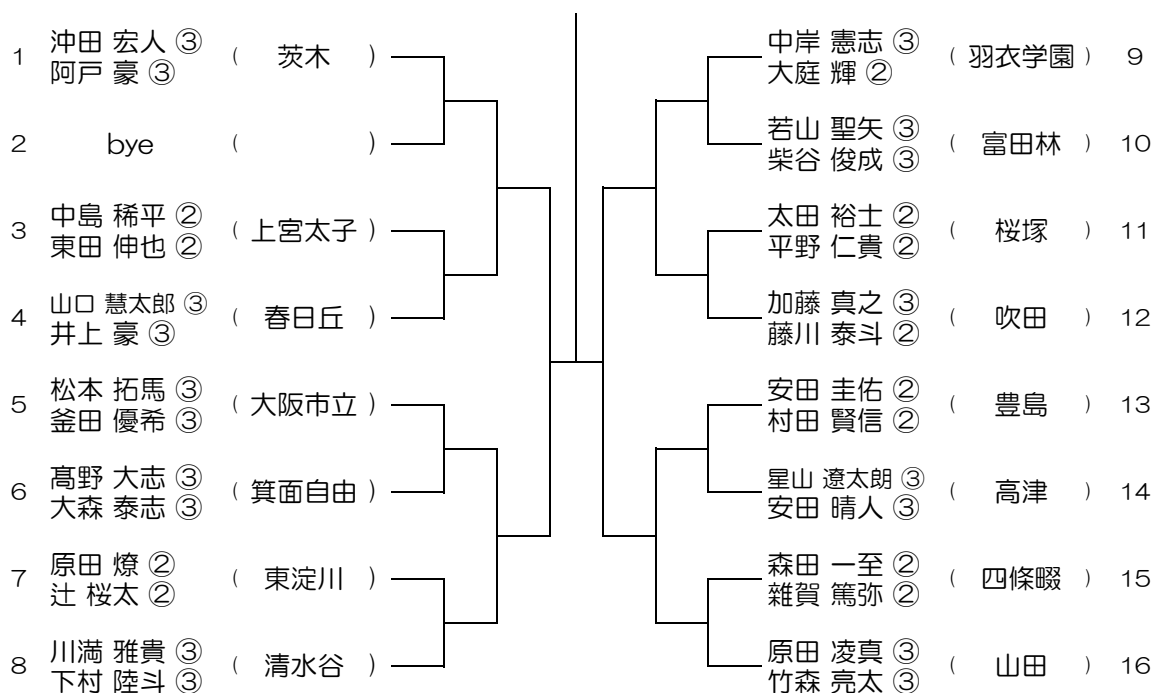 1 沖田 宏人 ③ ( 茨木 )
阿戸 豪 ③
2 bye ( )
3 中島 稀平 ② ( 上宮太子 )
東田 伸也 ②
4 山口 慧太郎 ③ ( 春日丘 )
井上 豪 ③
5 松本 拓馬 ③ ( 大阪市立 )
釜田 優希 ③
6 髙野 大志 ③ ( 箕面自由 )
大森 泰志 ③
7 原田 燎 ② ( 東淀川 )
辻 桜太 ②
8 川満 雅貴 ③ ( 清水谷 )
下村 陸斗 ③
中岸 憲志 ③ ( 羽衣学園 ) 9
大庭 輝 ②
若山 聖矢 ③ ( 富田林 ) 10
柴谷 俊成 ③
太田 裕士 ② ( 桜塚 ) 11
平野 仁貴 ②
加藤 真之 ③ ( 吹田 ) 12
藤川 泰斗 ②
安田 圭佑 ② ( 豊島 ) 13
村田 賢信 ②
星山 遼太朗 ③ ( 高津 ) 14
安田 晴人 ③
森田 一至 ② ( 四條畷 ) 15
雑賀 篤弥 ②
原田 凌真 ③ ( 山田 ) 16
竹森 亮太 ③